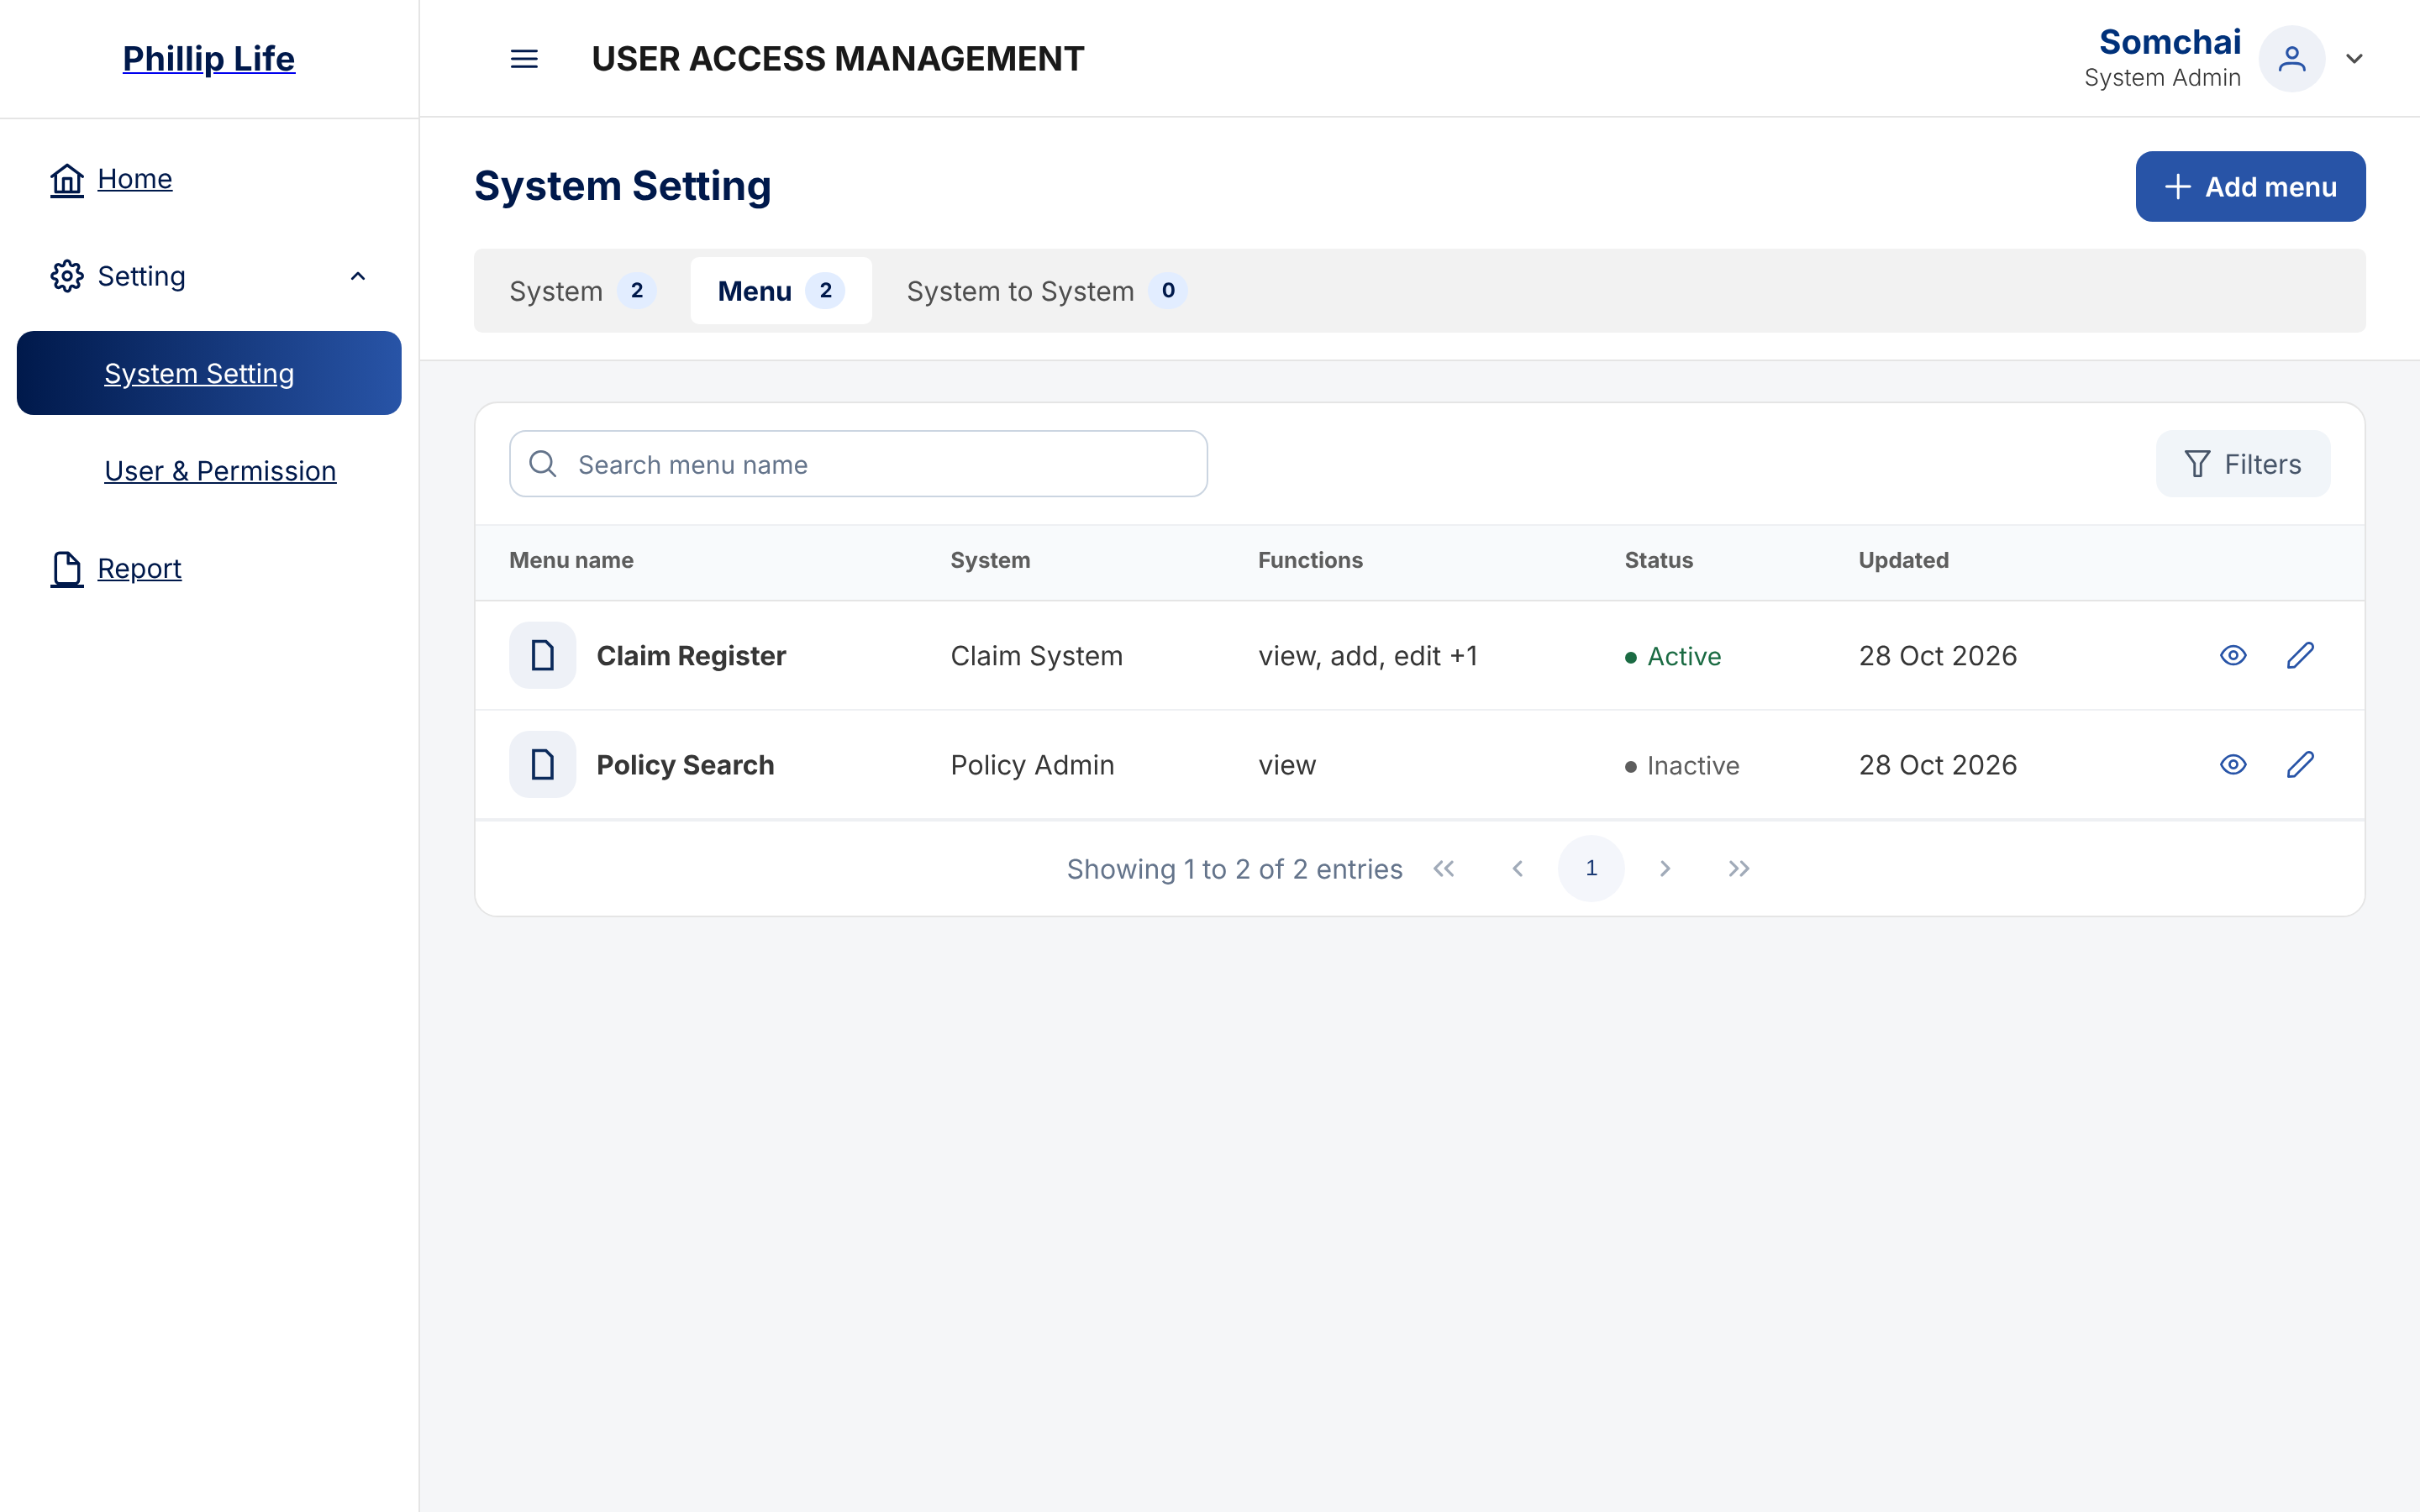 Phillip Life
USER ACCESS MANAGEMENT
Somchai
System Admin
Home
Setting
System Setting
User & Permission
Report
System Setting
Add menu
System 2
Menu 2
System to System 0
Search menu name
Filters
Menu name System Functions Status Updated
Claim Register Claim System view, add, edit +1 Active 28 Oct 2026
Policy Search Policy Admin view Inactive 28 Oct 2026
Showing 1 to 2 of 2 entries 1